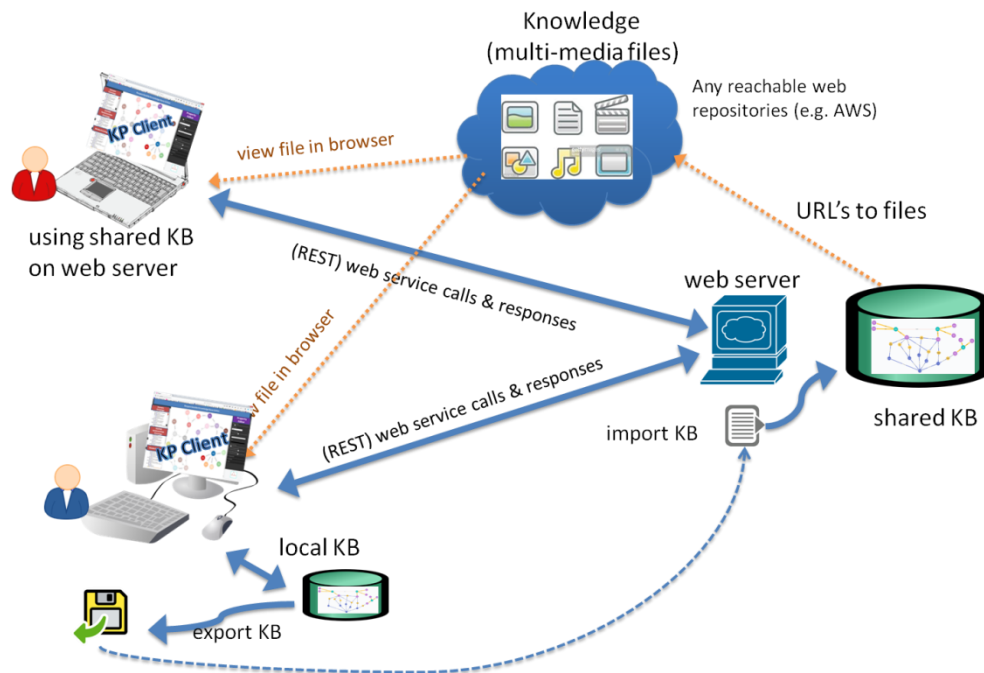 Knowledge
(multi-media files)
Any reachable web
repositories (e.g. AWS)
KP Client
view file in browser
URL's to files
using shared KB
on web server
(REST) web service calls & responses
web server
file in browser
(REST) web service calls & responses
KP Client
import KB
shared KB
local KB
export KB